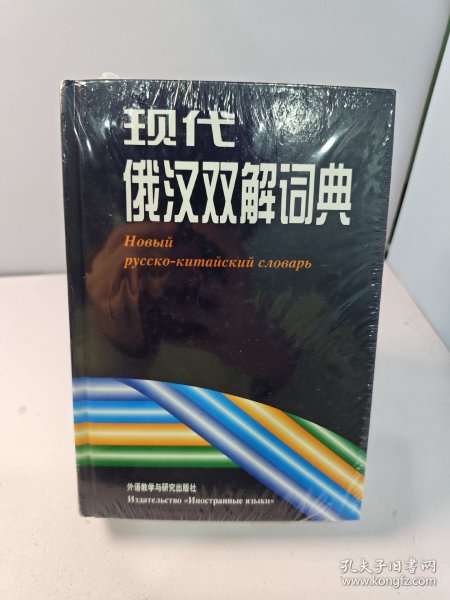 现代
俄汉双解词典
Новый
русско-китайский словарь
外语教学与研究出版社
Издательство «Иностранные языки»
孔夫子旧书网
www.kongfz.com